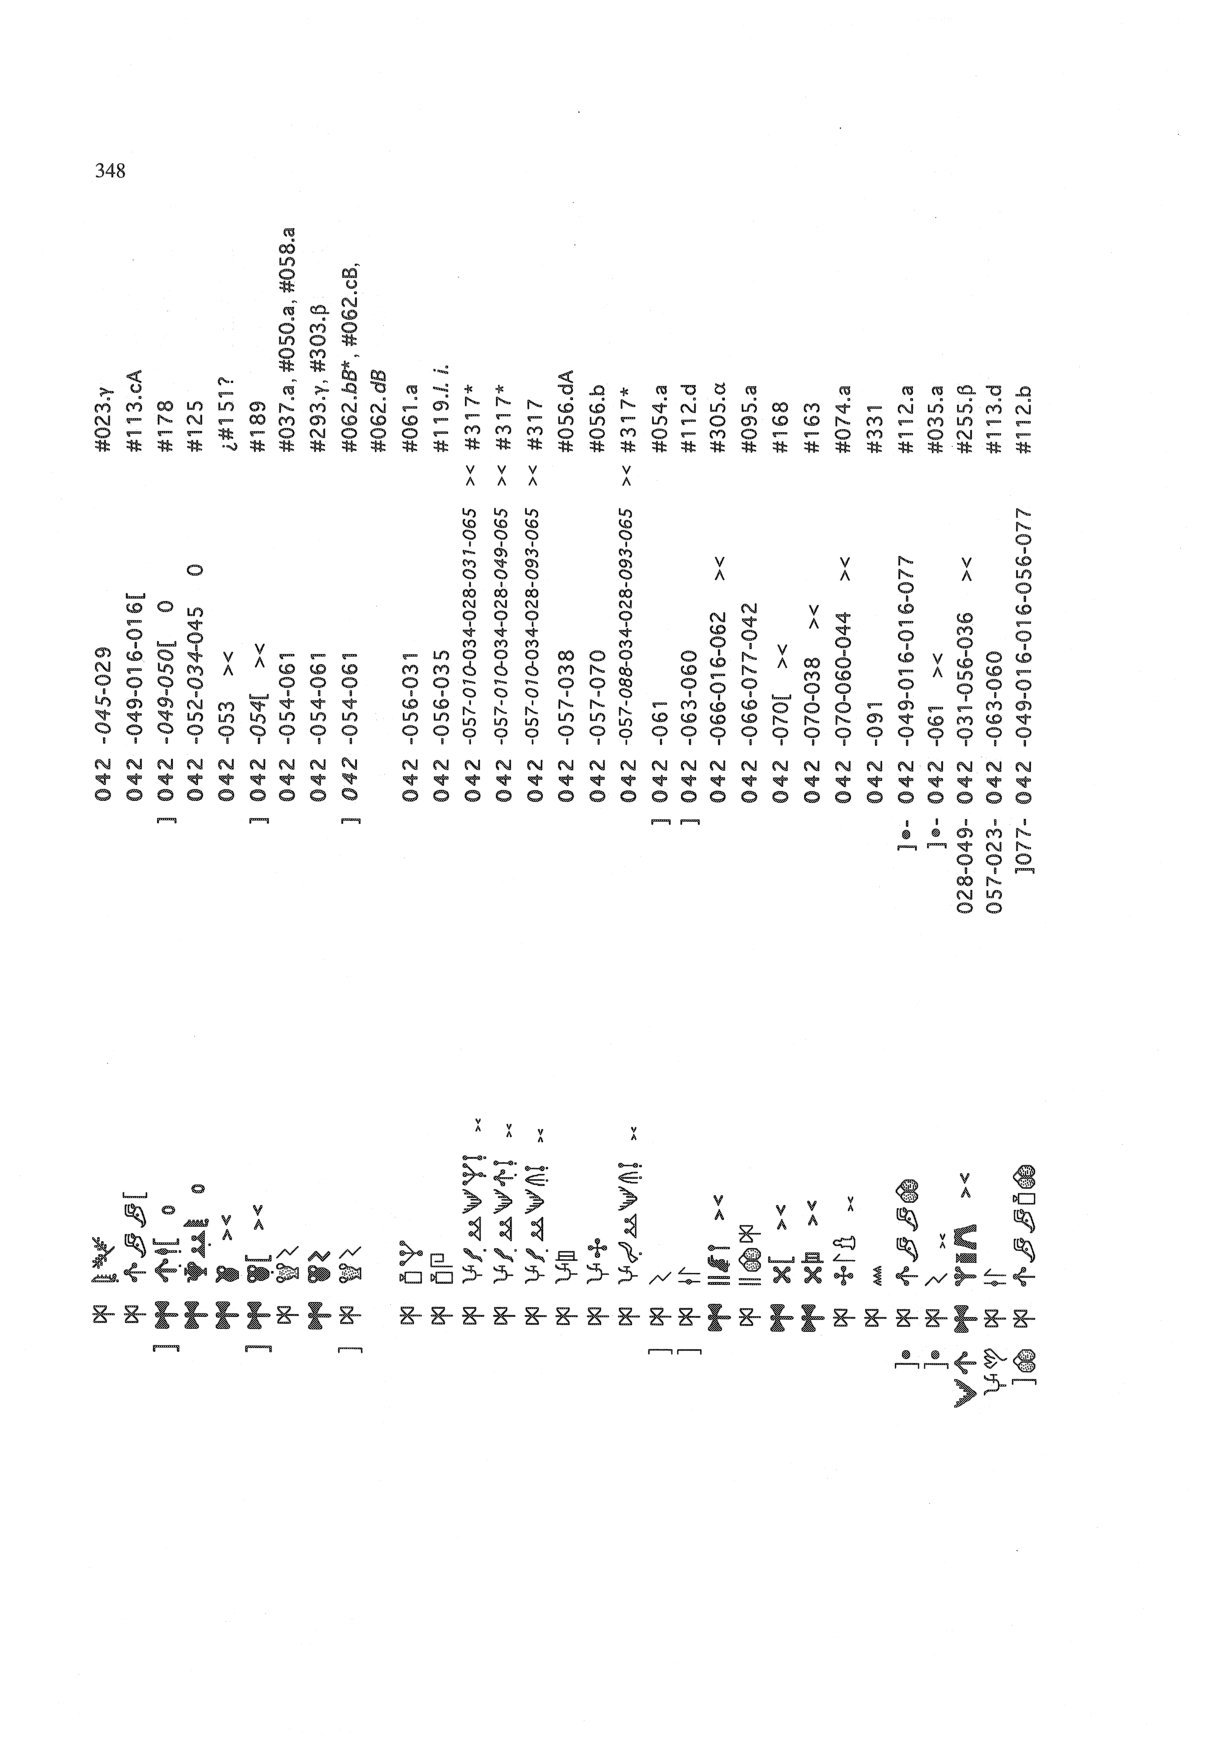 348
042 -045-029 #023.γ
042 -049-016-016[ #113.cA
] 042 -049-050[ O #178
042 -052-034-045 O #125
042 -053 >< ¿#151?
] 042 -054[ >< #189
042 -054-061 #037.a, #050.a, #058.a
042 -054-061 #293.γ, #303.β
] 042 -054-061 #062.bB*, #062.cB,
#062.dB
042 -056-031 #061.a
042 -056-035 #119.l. i.
042 -057-010-034-028-031-065 >< #317*
042 -057-010-034-028-049-065 >< #317*
042 -057-010-034-028-093-065 >< #317
042 -057-038 #056.dA
042 -057-070 #056.b
042 -057-088-034-028-093-065 >< #317*
] 042 -061 #054.a
] 042 -063-060 #112.d
042 -066-016-062 >< #305.α
042 -066-077-042 #095.a
042 -070[ >< #168
042 -070-038 >< #163
042 -070-060-044 >< #074.a
042 -091 #331
]•- 042 -049-016-016-077 #112.a
]•- 042 -061 >< #035.a
028-049- 042 -031-056-036 >< #255.β
057-023- 042 -063-060 #113.d
]077- 042 -049-016-016-056-077 #112.b